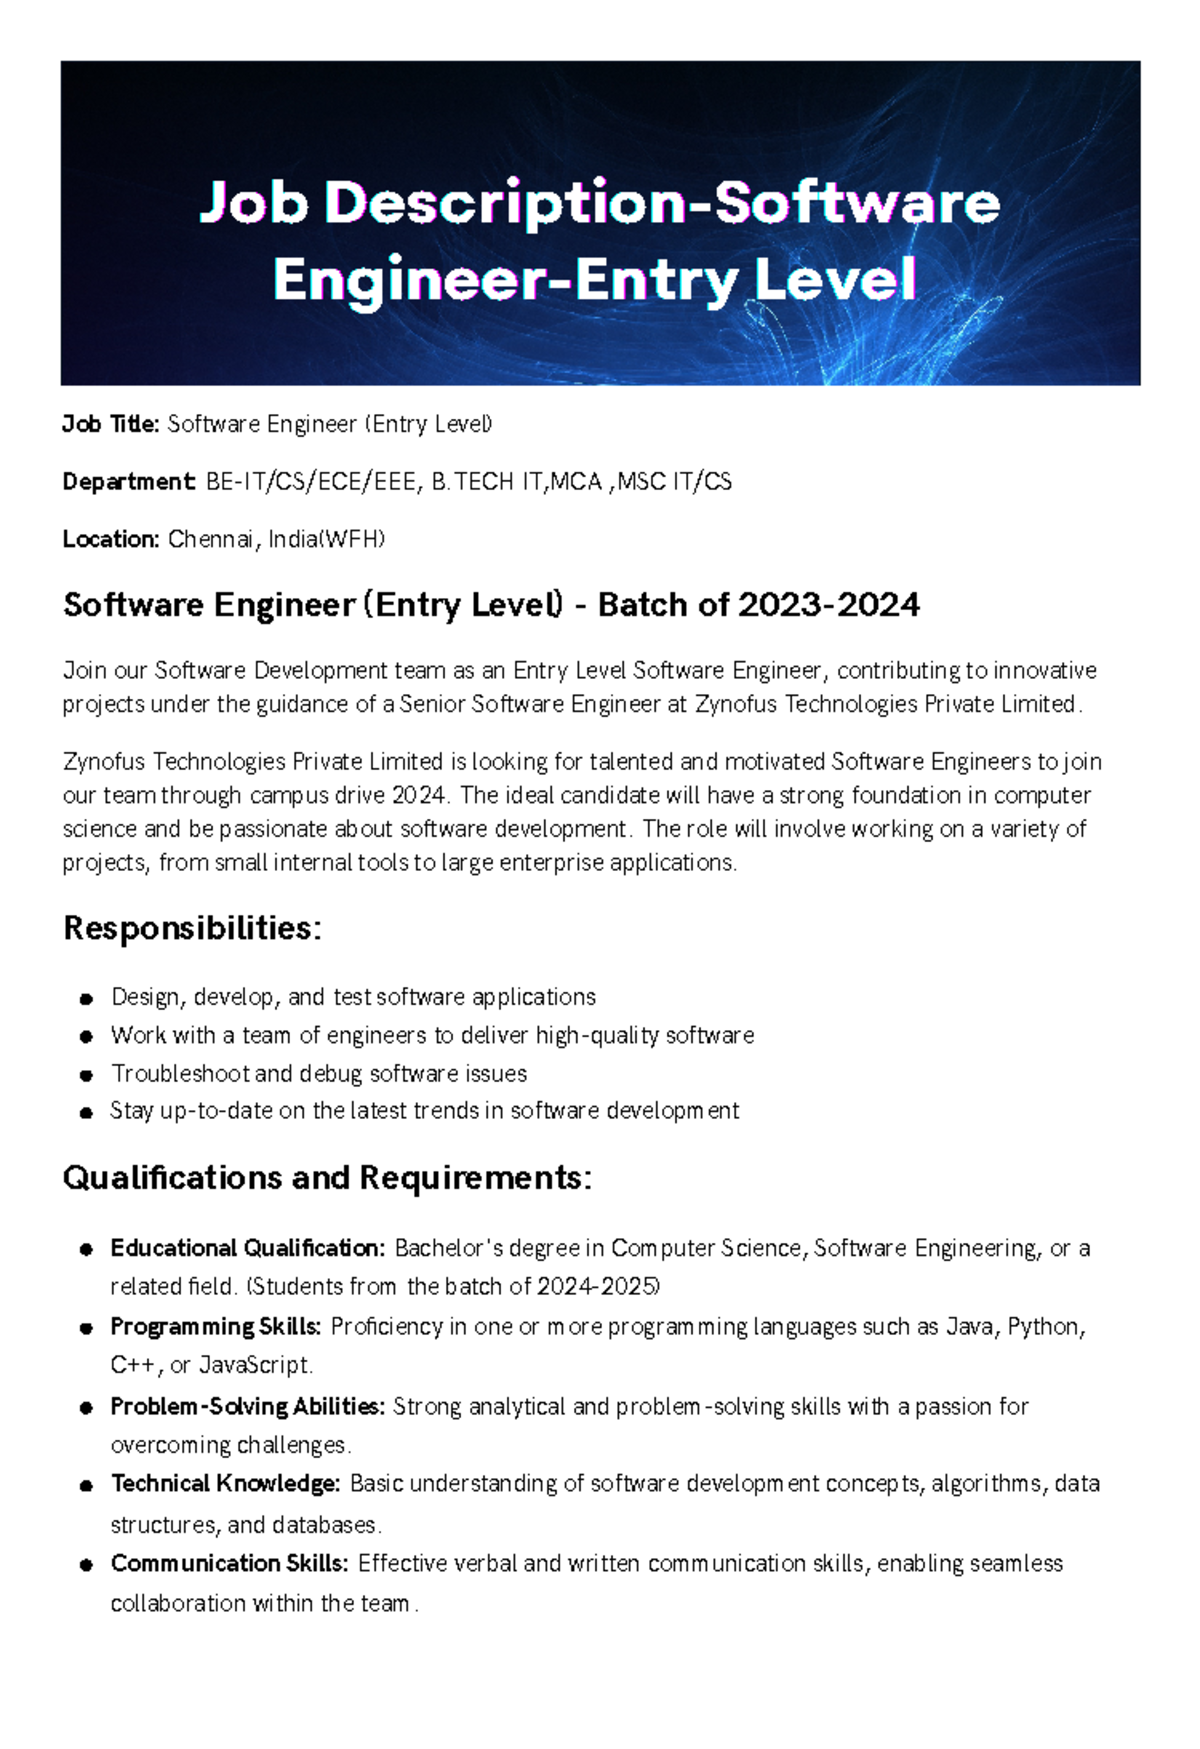 Job Description-Software
Engineer-Entry Level
Job Title: Software Engineer (Entry Level)
Department: BE-IT/CS/ECE/EEE, B.TECH IT,MCA ,MSC IT/CS
Location: Chennai, India(WFH)
Software Engineer (Entry Level) - Batch of 2023-2024
Join our Software Development team as an Entry Level Software Engineer, contributing to innovative
projects under the guidance of a Senior Software Engineer at Zynofus Technologies Private Limited.
Zynofus Technologies Private Limited is looking for talented and motivated Software Engineers to join
our team through campus drive 2024. The ideal candidate will have a strong foundation in computer
science and be passionate about software development. The role will involve working on a variety of
projects, from small internal tools to large enterprise applications.
Responsibilities:
● Design, develop, and test software applications
● Work with a team of engineers to deliver high-quality software
● Troubleshoot and debug software issues
● Stay up-to-date on the latest trends in software development
Qualifications and Requirements:
● Educational Qualification: Bachelor's degree in Computer Science, Software Engineering, or a
related field. (Students from the batch of 2024-2025)
● Programming Skills: Proficiency in one or more programming languages such as Java, Python,
C++, or JavaScript.
● Problem-Solving Abilities: Strong analytical and problem-solving skills with a passion for
overcoming challenges.
● Technical Knowledge: Basic understanding of software development concepts, algorithms, data
structures, and databases.
● Communication Skills: Effective verbal and written communication skills, enabling seamless
collaboration within the team.